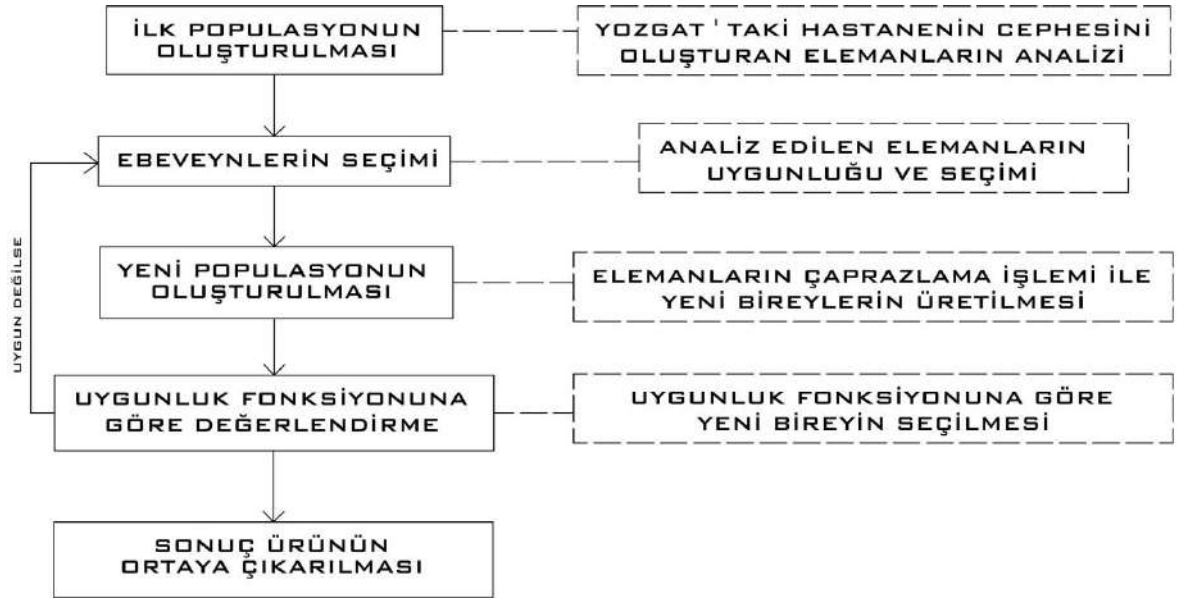 İLK POPULASYONUN
OLUŞTURULMASI
YOZGAT'TAKİ HASTANENİN CEPHESİNİ
OLUŞTURAN ELEMANLARIN ANALİZİ
EBEVEYNLERİN SEÇİMİ
ANALİZ EDİLEN ELEMANLARIN
UYGUNLUĞU VE SEÇİMİ
YENİ POPULASYONUN
OLUŞTURULMASI
ELEMANLARIN ÇAPRAZLAMA İŞLEMİ İLE
YENİ BİREYLERİN ÜRETİLMESİ
UYGUN DEĞİLSE
UYGUNLUK FONKSİYONUNA
GÖRE DEĞERLENDİRME
UYGUNLUK FONKSİYONUNA GÖRE
YENİ BİREYİN SEÇİLMESİ
SONUÇ ÜRÜNÜN
ORTAYA ÇIKARILMASI